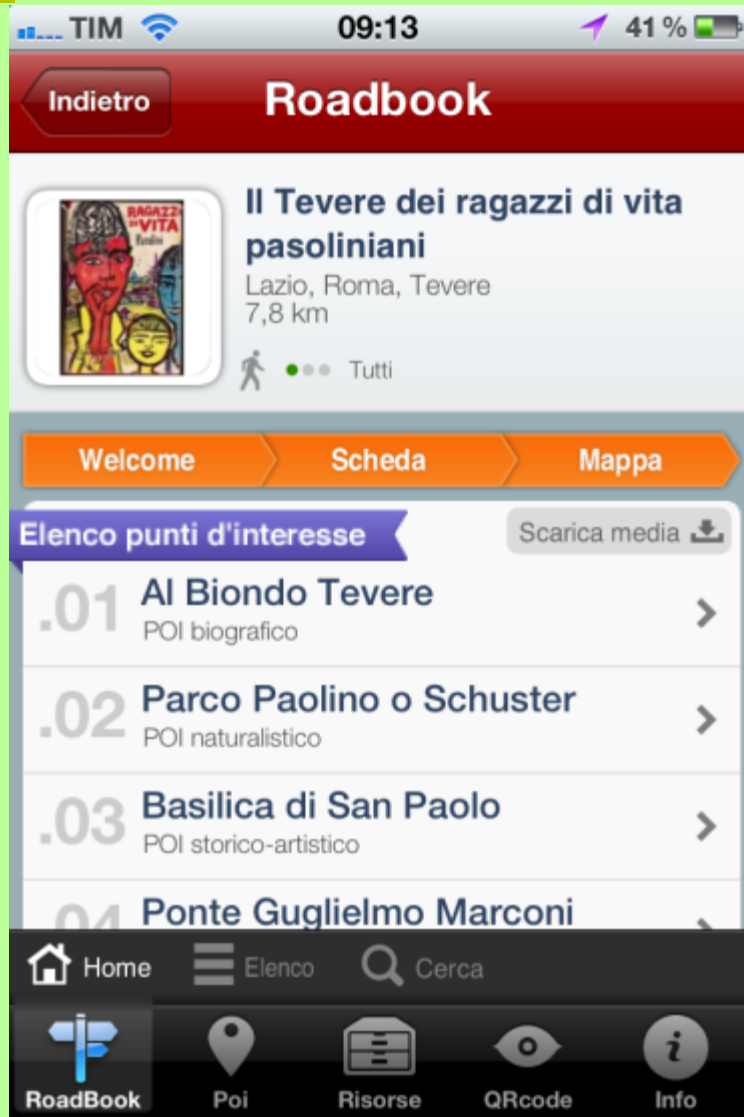 TIM 09:13 41 %
Indietro Roadbook
RAGAZZI
DI VITA
Pasolini
Il Tevere dei ragazzi di vita
pasoliniani
Lazio, Roma, Tevere
7,8 km
Tutti
Welcome Scheda Mappa
Elenco punti d'interesse Scarica media
.01 Al Biondo Tevere
POI biografico
.02 Parco Paolino o Schuster
POI naturalistico
.03 Basilica di San Paolo
POI storico-artistico
.04 Ponte Guglielmo Marconi
Home Elenco Cerca
RoadBook Poi Risorse QRcode Info